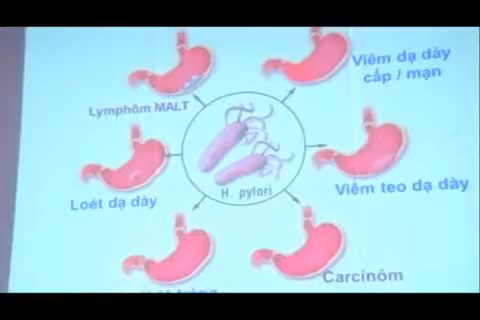 Viêm dạ dày
cấp / mạn
Lymphôm MALT
H. pylori
Viêm teo dạ dày
Loét dạ dày
Carcinôm